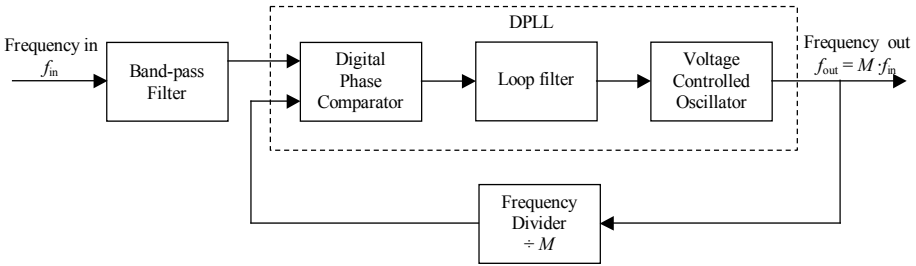 DPLL
Frequency in
f_in
Band-pass
Filter
Digital
Phase
Comparator
Loop filter
Voltage
Controlled
Oscillator
Frequency out
f_out = M·f_in
Frequency
Divider
÷ M